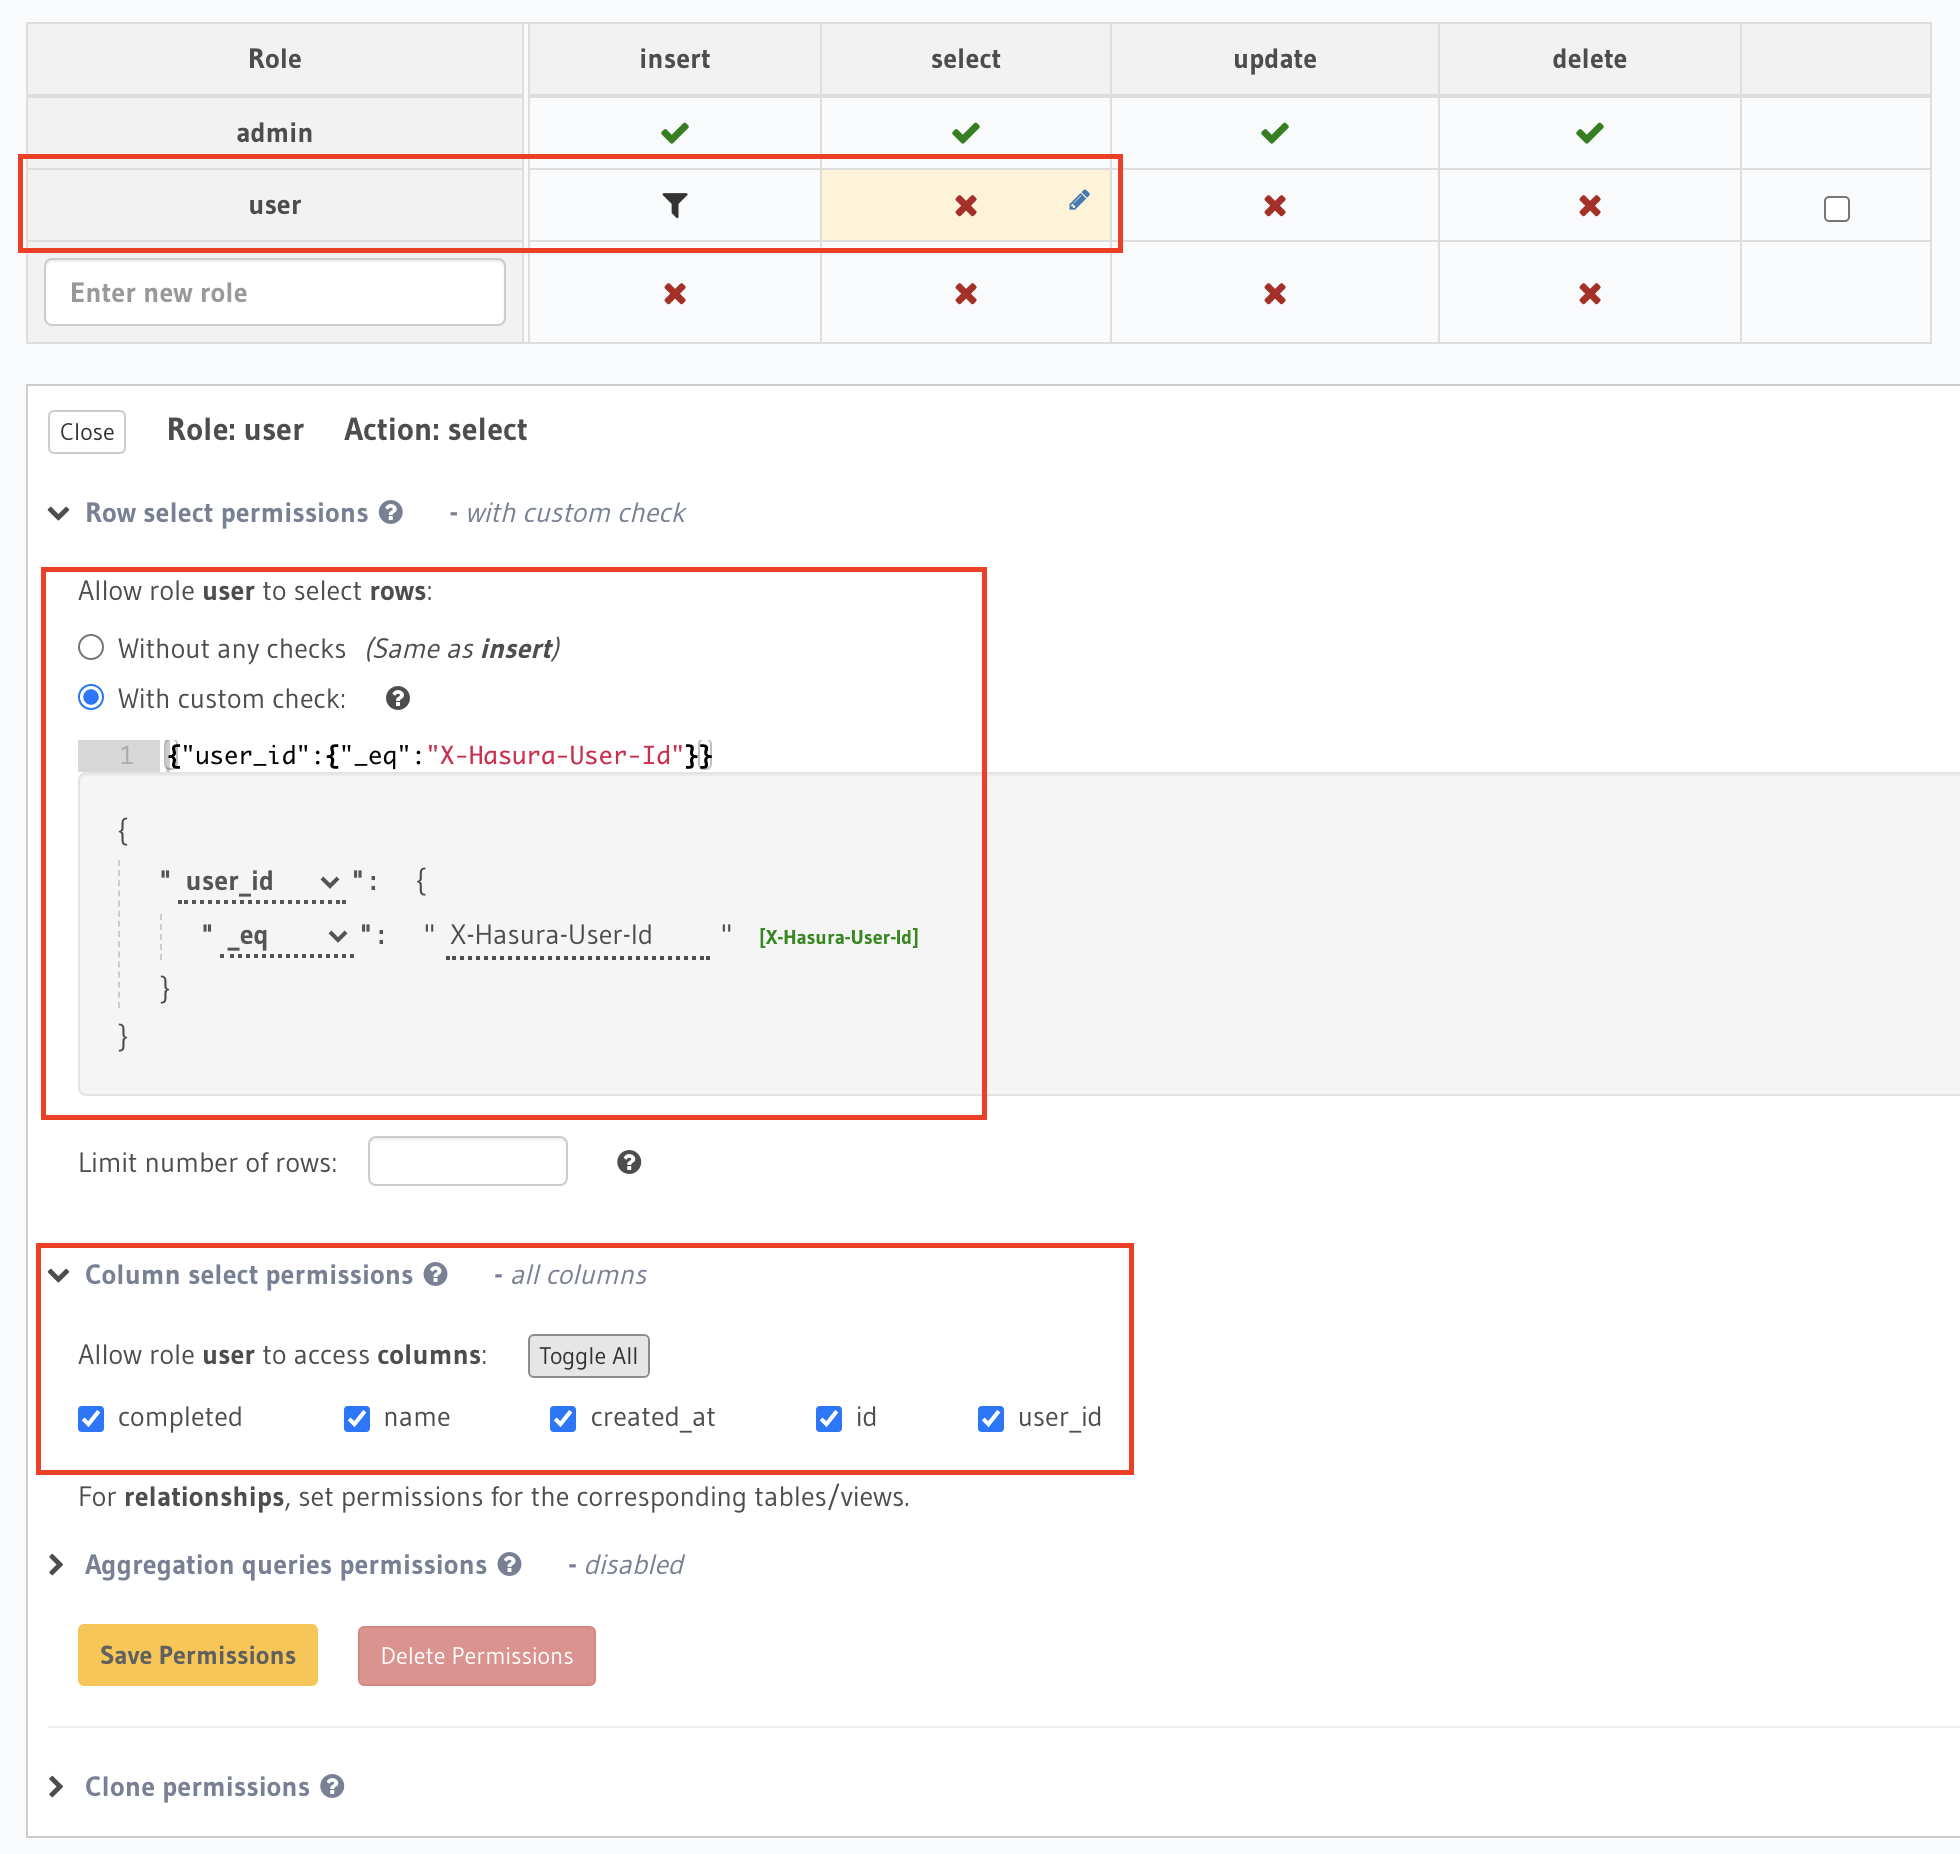 Role insert select update delete
admin
user
Enter new role
Close Role: user Action: select
Row select permissions ? - with custom check
Allow role user to select rows:
Without any checks (Same as insert)
With custom check: ?
1 {"user_id":{"_eq":"X-Hasura-User-Id"}}
{
" user_id ": {
" _eq ": " X-Hasura-User-Id " [X-Hasura-User-Id]
}
}
Limit number of rows: ?
Column select permissions ? - all columns
Allow role user to access columns: Toggle All
completed name created_at id user_id
For relationships, set permissions for the corresponding tables/views.
Aggregation queries permissions ? - disabled
Save Permissions Delete Permissions
Clone permissions ?